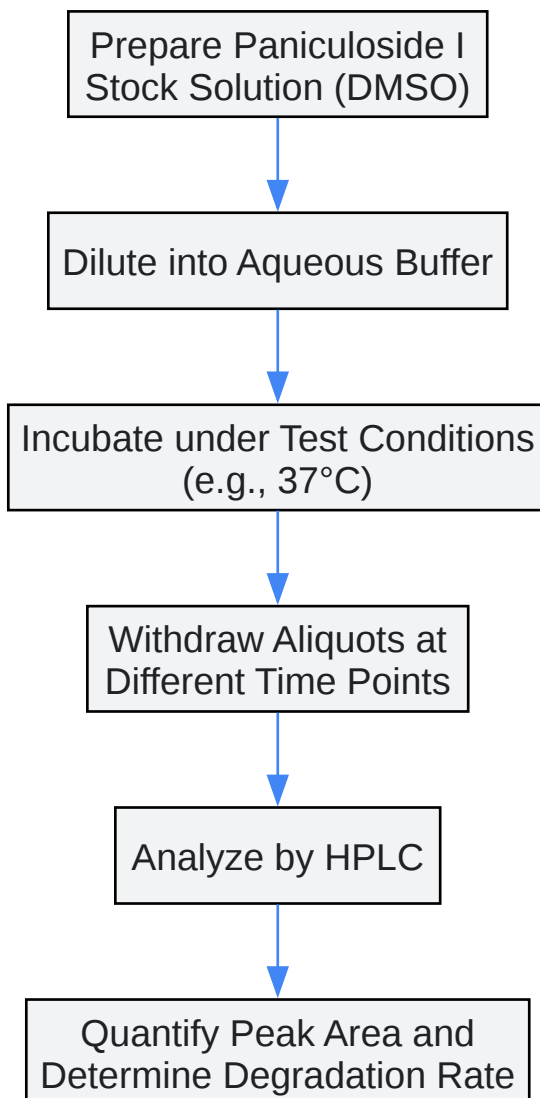 Prepare Paniculoside I
Stock Solution (DMSO)
Dilute into Aqueous Buffer
Incubate under Test Conditions
(e.g., 37°C)
Withdraw Aliquots at
Different Time Points
Analyze by HPLC
Quantify Peak Area and
Determine Degradation Rate